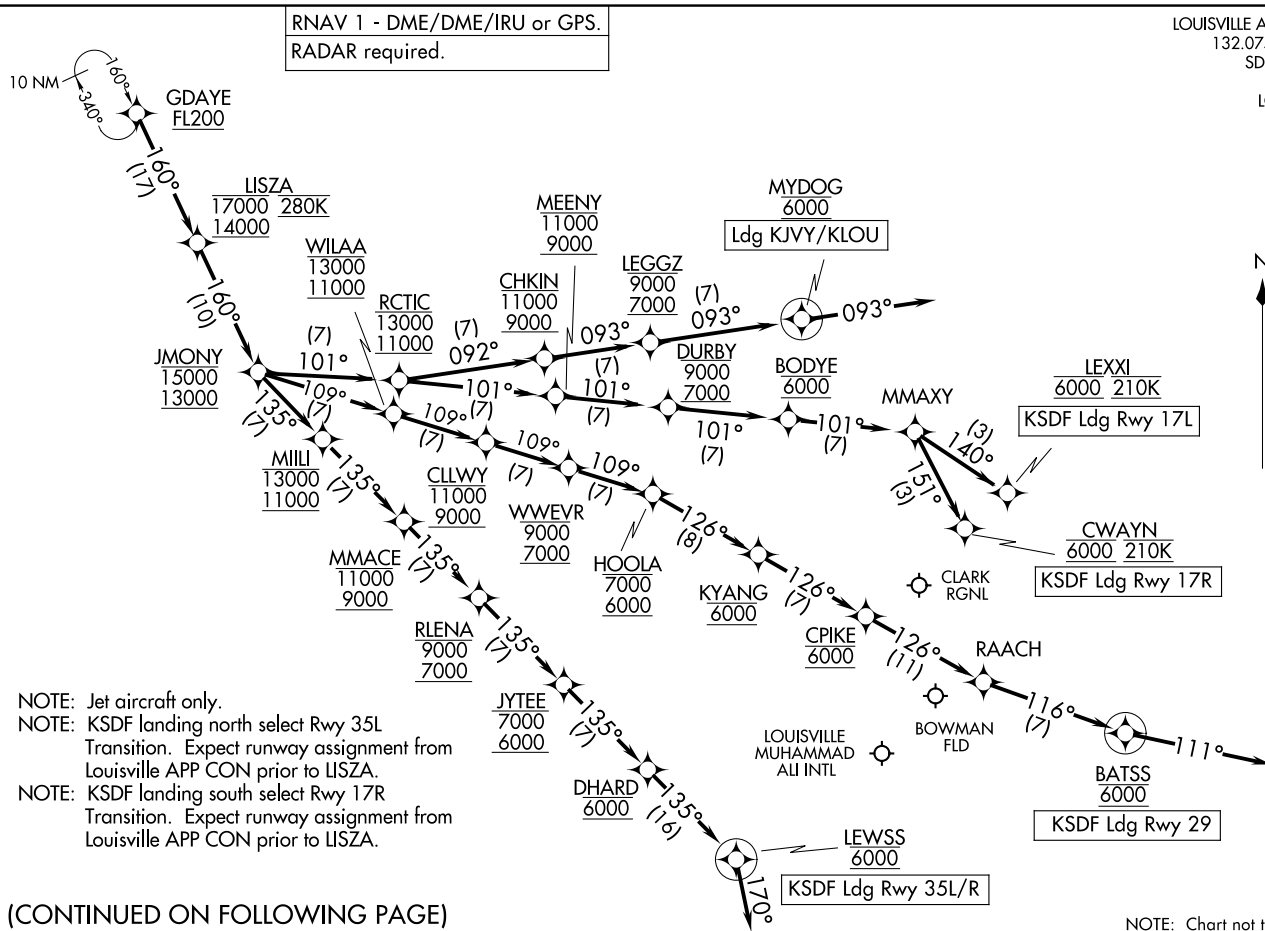 RNAV 1 - DME/DME/IRU or GPS.
RADAR required.
LOUISVILLE A
132.07
SD
L
10 NM
160°
340°
GDAYE
FL200
160°
(17)
LISZA
17000 280K
14000
160°
(10)
JMONY
15000
13000
WILAA
13000
11000
RCTIC
13000
11000
(7)
101°
109°
(7)
135°
(7)
CHKIN
11000
9000
MEENY
11000
9000
LEGGZ
9000
7000
MYDOG
6000
Ldg KJVY/KLOU
(7)
092°
093°
(7)
(7)
093°
093°
N
101°
(7)
101°
(7)
DURBY
9000
7000
101°
(7)
BODYE
6000
101°
(7)
MMAXY
(3)
140°
151°
(3)
LEXXI
6000 210K
KSDF Ldg Rwy 17L
CWAYN
6000 210K
KSDF Ldg Rwy 17R
MIILI
13000
11000
109°
(7)
CLLWY
11000
9000
109°
(7)
WWEVR
9000
7000
109°
(7)
HOOLA
7000
6000
126°
(8)
KYANG
6000
126°
(7)
CPIKE
6000
126°
(11)
RAACH
116°
(7)
BATSS
6000
KSDF Ldg Rwy 29
111°
CLARK
RGNL
BOWMAN
FLD
LOUISVILLE
MUHAMMAD
ALI INTL
135°
(7)
MMACE
11000
9000
135°
(7)
RLENA
9000
7000
135°
(7)
JYTEE
7000
6000
135°
(7)
DHARD
6000
135°
(16)
LEWSS
6000
KSDF Ldg Rwy 35L/R
170°
NOTE: Jet aircraft only.
NOTE: KSDF landing north select Rwy 35L
Transition. Expect runway assignment from
Louisville APP CON prior to LISZA.
NOTE: KSDF landing south select Rwy 17R
Transition. Expect runway assignment from
Louisville APP CON prior to LISZA.
(CONTINUED ON FOLLOWING PAGE)
NOTE: Chart not t